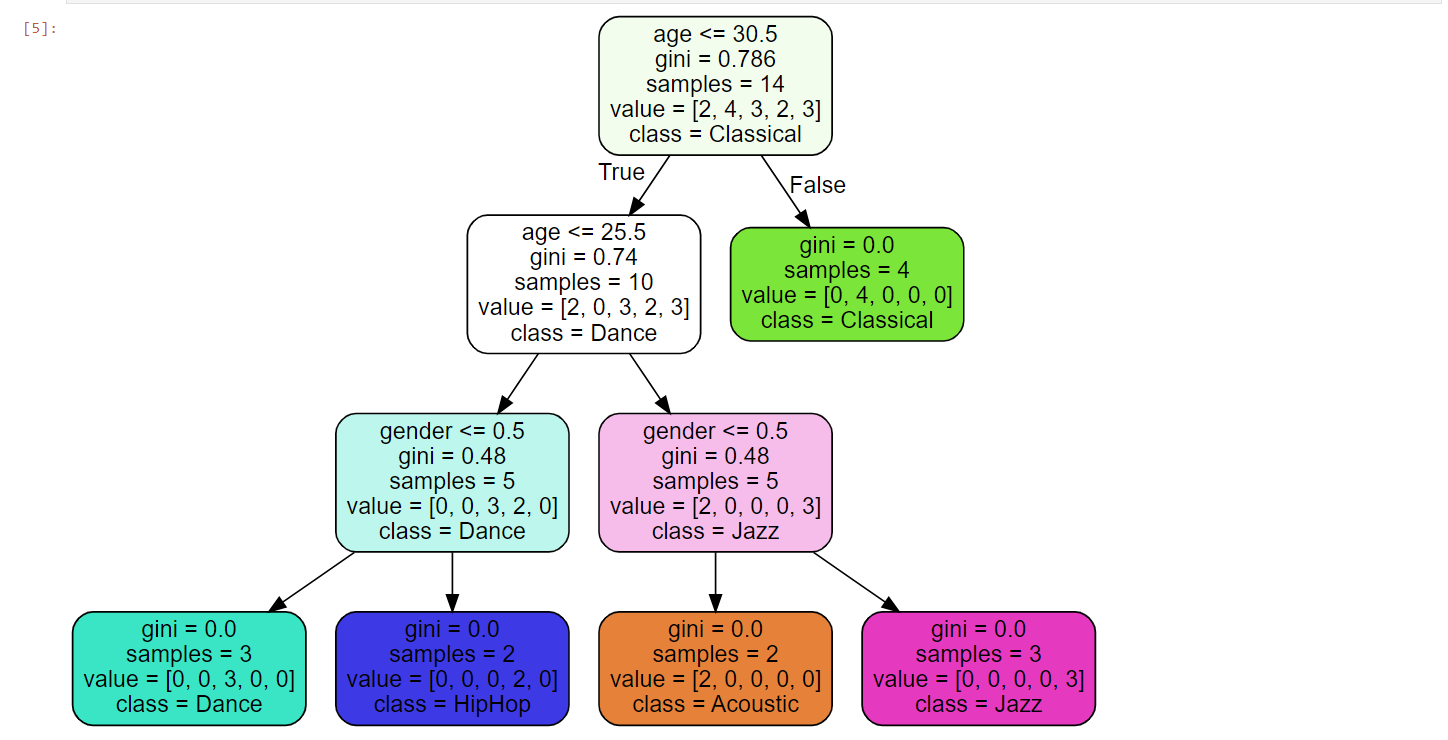 [5]:
age <= 30.5
gini = 0.786
samples = 14
value = [2, 4, 3, 2, 3]
class = Classical
True
False
age <= 25.5
gini = 0.74
samples = 10
value = [2, 0, 3, 2, 3]
class = Dance
gini = 0.0
samples = 4
value = [0, 4, 0, 0, 0]
class = Classical
gender <= 0.5
gini = 0.48
samples = 5
value = [0, 0, 3, 2, 0]
class = Dance
gender <= 0.5
gini = 0.48
samples = 5
value = [2, 0, 0, 0, 3]
class = Jazz
gini = 0.0
samples = 3
value = [0, 0, 3, 0, 0]
class = Dance
gini = 0.0
samples = 2
value = [0, 0, 0, 2, 0]
class = HipHop
gini = 0.0
samples = 2
value = [2, 0, 0, 0, 0]
class = Acoustic
gini = 0.0
samples = 3
value = [0, 0, 0, 0, 3]
class = Jazz